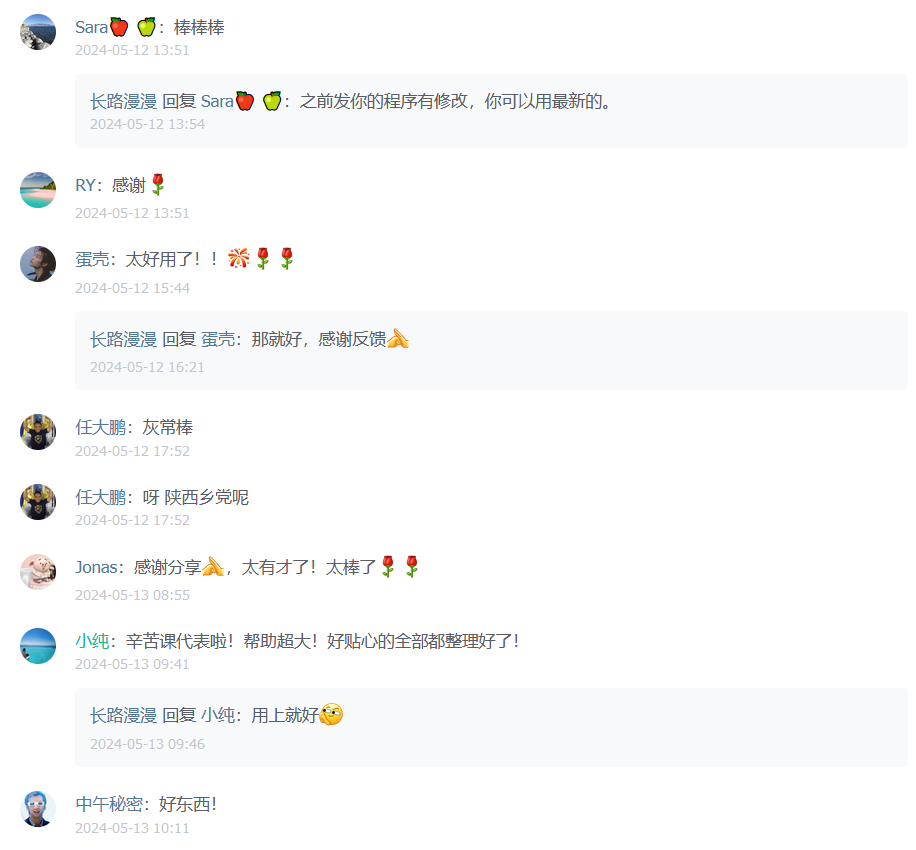 Sara🍎 🍏：棒棒棒
2024-05-12 13:51
长路漫漫 回复 Sara🍎 🍏：之前发你的程序有修改，你可以用最新的。
2024-05-12 13:54
RY：感谢🌹
2024-05-12 13:51
蛋壳：太好用了！！🎉🌹🌹
2024-05-12 15:44
长路漫漫 回复 蛋壳：那就好，感谢反馈🙏
2024-05-12 16:21
任大鹏：灰常棒
2024-05-12 17:52
任大鹏：呀 陕西乡党呢
2024-05-12 17:52
Jonas：感谢分享🙏，太有才了！太棒了🌹🌹
2024-05-13 08:55
小纯：辛苦课代表啦！帮助超大！好贴心的全部都整理好了！
2024-05-13 09:41
长路漫漫 回复 小纯：用上就好🤭
2024-05-13 09:46
中午秘密：好东西！
2024-05-13 10:11